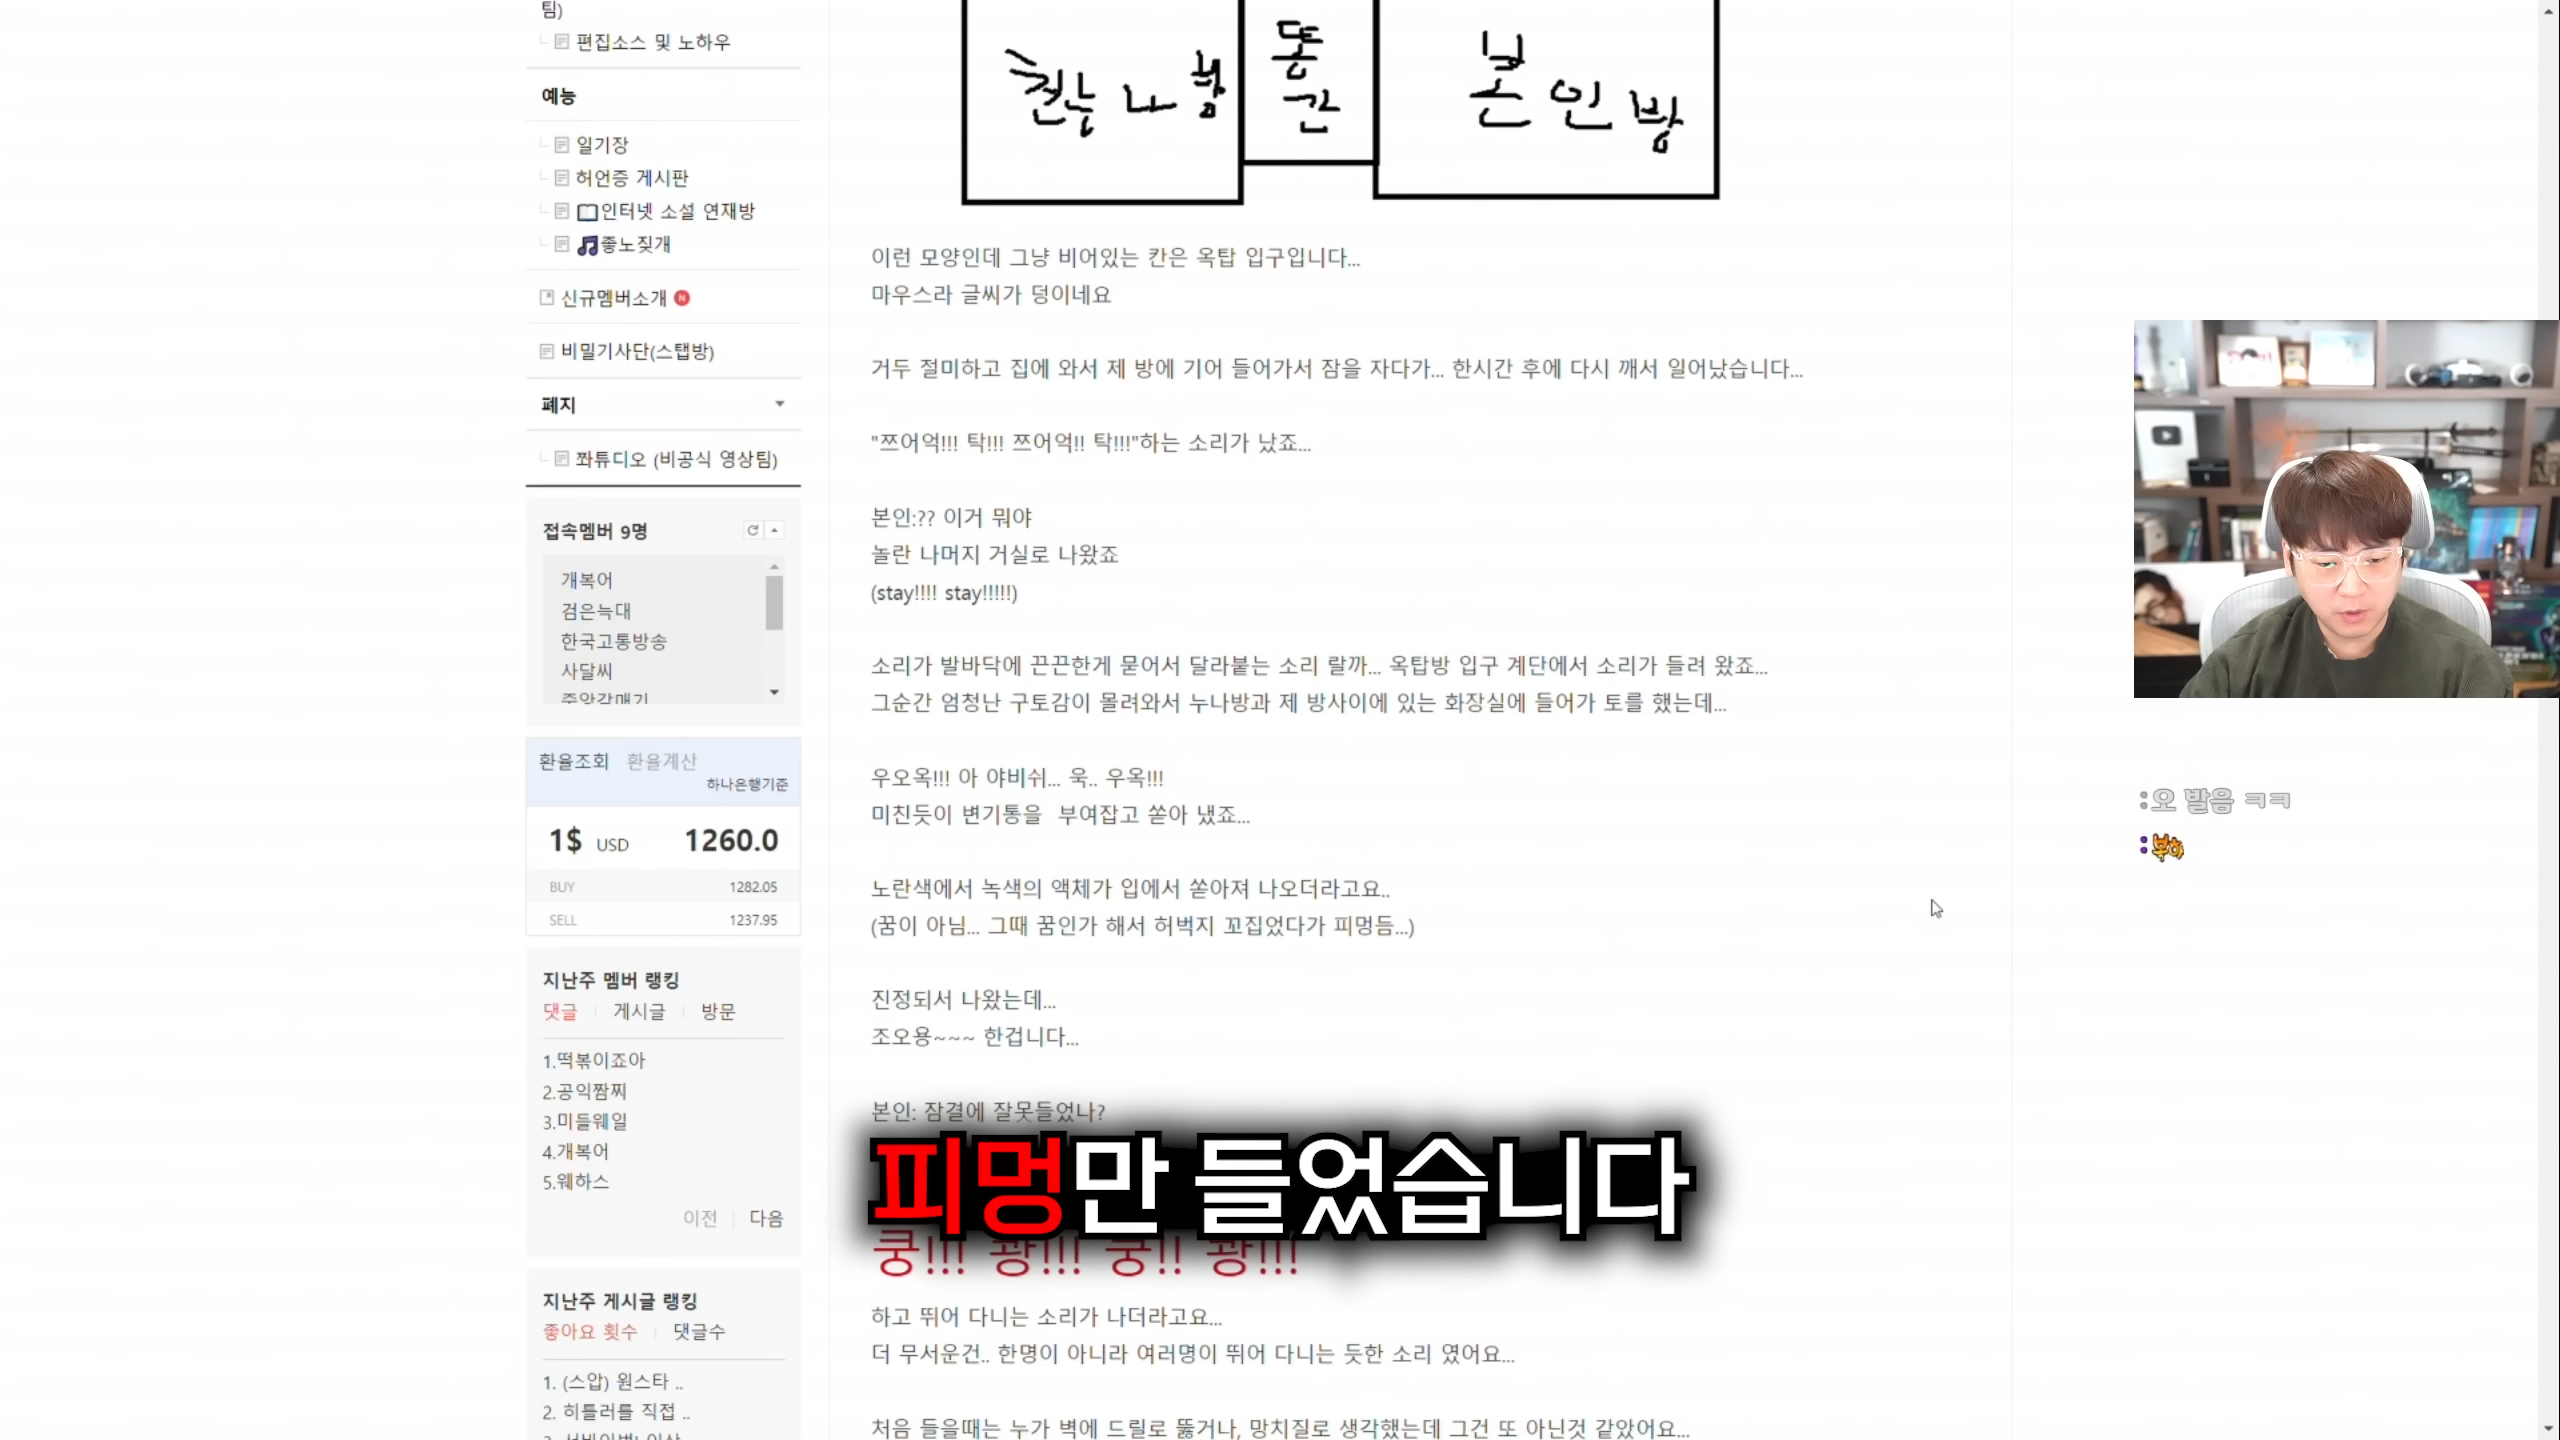 팀)
편집소스 및 노하우
예능
일기장
허언증 게시판
인터넷 소설 연재방
좋노짖개
신규멤버소개 N
비밀기사단(스탭방)
폐지
쫘튜디오 (비공식 영상팀)
접속멤버 9명
개복어
검은늑대
한국고통방송
사달씨
중앙갈매기
환율조회 환율계산
하나은행기준
1$ USD 1260.0
BUY 1282.05
SELL 1237.95
지난주 멤버 랭킹
댓글 게시글 방문
1.떡볶이죠아
2.공익짬찌
3.미들웨일
4.개복어
5.웨하스
이전 다음
지난주 게시글 랭킹
좋아요 횟수 댓글수
1. (스압) 원스타 ..
2. 히틀러를 직접 ..
친누나방
똥간
본인방
이런 모양인데 그냥 비어있는 칸은 옥탑 입구입니다...
마우스라 글씨가 덩이네요
거두 절미하고 집에 와서 제 방에 기어 들어가서 잠을 자다가... 한시간 후에 다시 깨서 일어났습니다...
"쯔어억!!! 탁!!! 쯔어억!! 탁!!!"하는 소리가 났죠...
본인:?? 이거 뭐야
놀란 나머지 거실로 나왔죠
(stay!!!! stay!!!!!)
소리가 발바닥에 끈끈한게 묻어서 달라붙는 소리 랄까... 옥탑방 입구 계단에서 소리가 들려 왔죠...
그순간 엄청난 구토감이 몰려와서 누나방과 제 방사이에 있는 화장실에 들어가 토를 했는데...
우오옥!!! 아 야비쉬... 욱.. 우옥!!!
미친듯이 변기통을 부여잡고 쏟아 냈죠...
노란색에서 녹색의 액체가 입에서 쏟아져 나오더라고요..
(꿈이 아님... 그때 꿈인가 해서 허벅지 꼬집었다가 피멍듬...)
진정되서 나왔는데...
조오용~~~ 한겁니다...
본인: 잠결에 잘못들었나?
피멍만 들었습니다
쿵!!! 쾅!!! 쿵!! 쾅!!!
하고 뛰어 다니는 소리가 나더라고요...
더 무서운건.. 한명이 아니라 여러명이 뛰어 다니는 듯한 소리 였어요...
처음 들을때는 누가 벽에 드릴로 뚫거나, 망치질로 생각했는데 그건 또 아닌것 같았어요...
:오 발음 ㅋㅋ
:복하